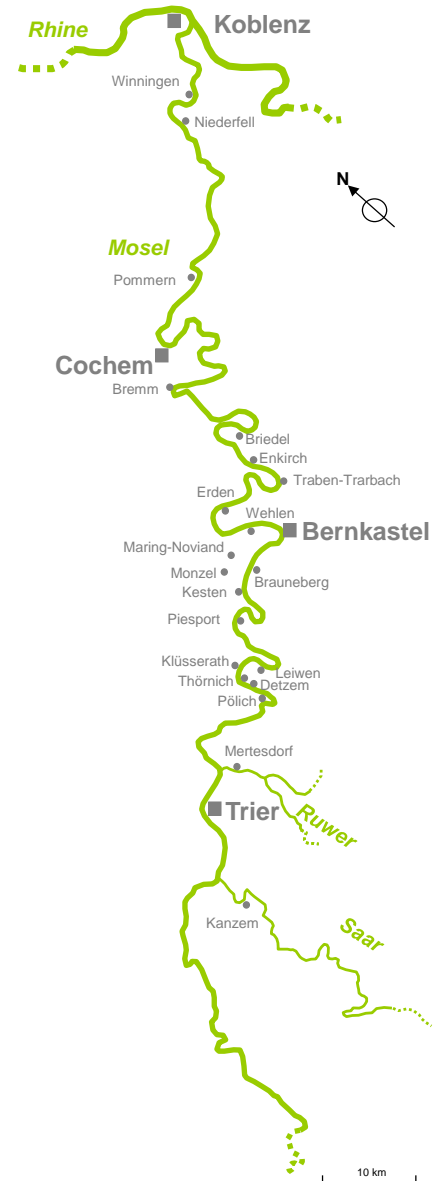 Koblenz
Rhine
Winningen
Niederfell
N
Mosel
Pommern
Cochem
Bremm
Briedel
Enkirch
Traben-Trarbach
Erden
Wehlen
Bernkastel
Maring-Noviand
Monzel
Brauneberg
Kesten
Piesport
Klüsserath
Leiwen
Thörnich
Detzem
Pölich
Mertesdorf
Trier
Ruwer
Kanzem
Saar
10 km